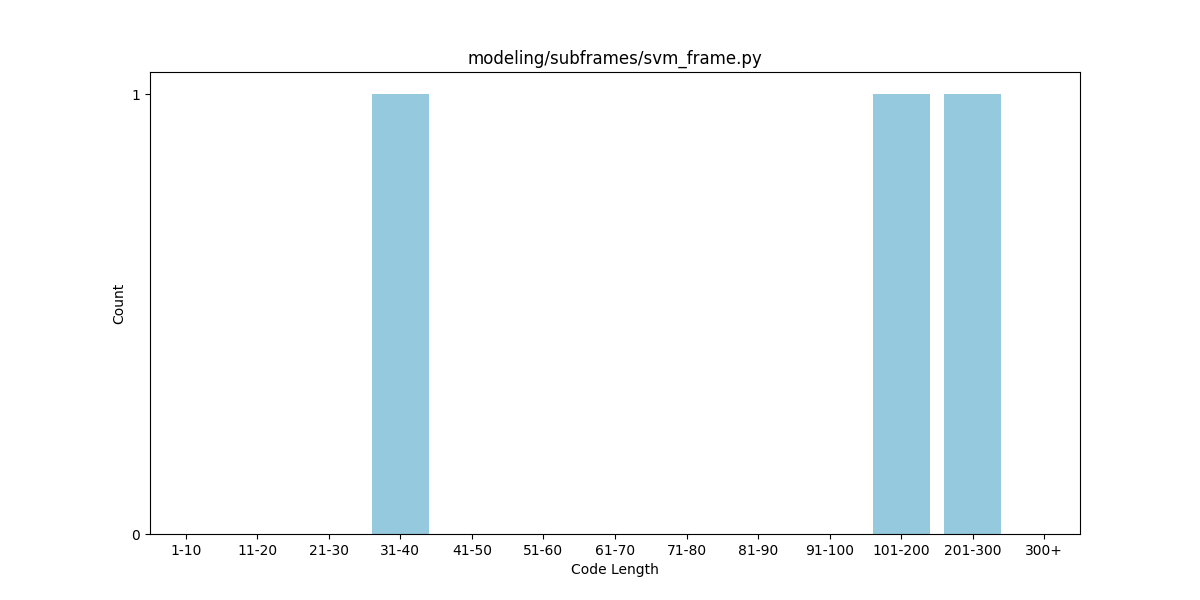 modeling/subframes/svm_frame.py
1
Count
0
1-10 11-20 21-30 31-40 41-50 51-60 61-70 71-80 81-90 91-100 101-200 201-300 300+
Code Length